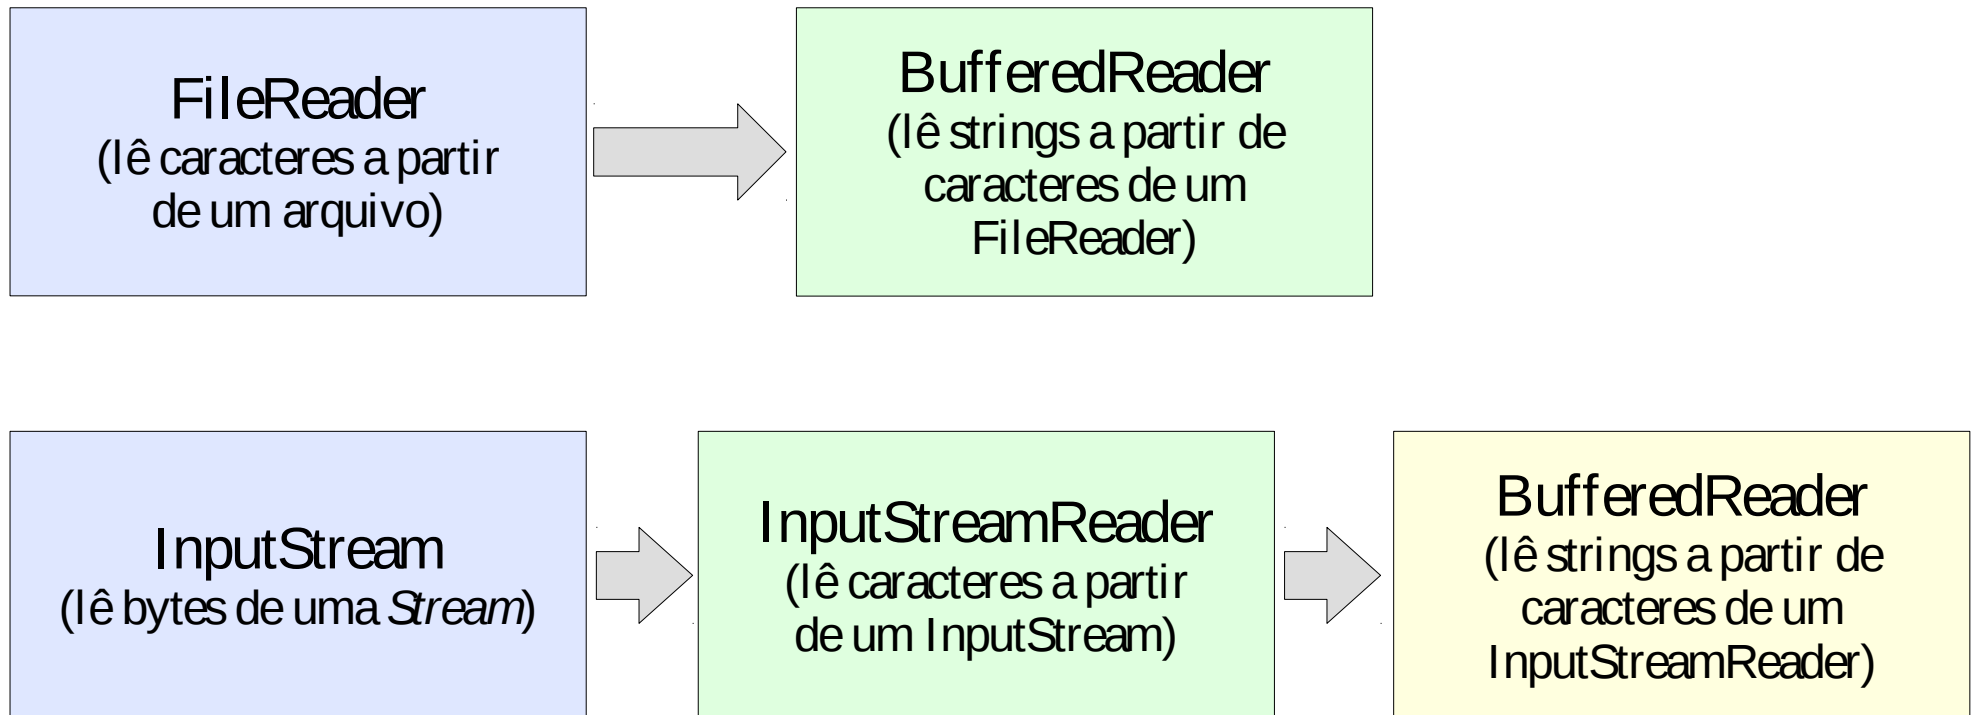 FileReader
(lê caracteres a partir
de um arquivo)
BufferedReader
(lê strings a partir de
caracteres de um
FileReader)
InputStream
(lê bytes de uma Stream)
InputStreamReader
(lê caracteres a partir
de um InputStream)
BufferedReader
(lê strings a partir de
caracteres de um
InputStreamReader)